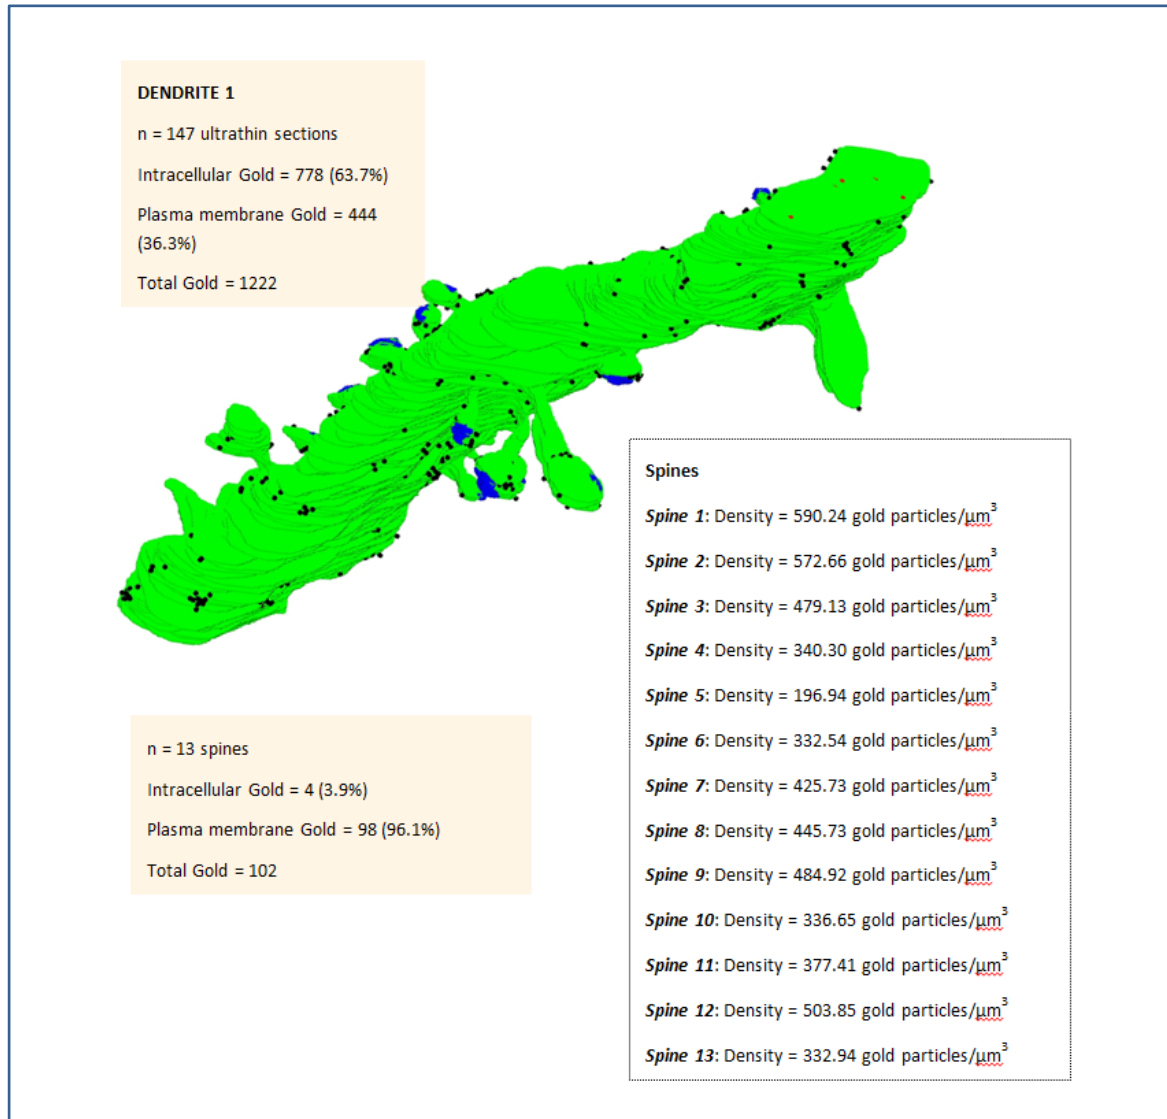 DENDRITE 1
n = 147 ultrathin sections
Intracellular Gold = 778 (63.7%)
Plasma membrane Gold = 444
(36.3%)
Total Gold = 1222
Spines
Spine 1: Density = 590.24 gold particles/µm³
Spine 2: Density = 572.66 gold particles/µm³
Spine 3: Density = 479.13 gold particles/µm³
Spine 4: Density = 340.30 gold particles/µm³
Spine 5: Density = 196.94 gold particles/µm³
Spine 6: Density = 332.54 gold particles/µm³
Spine 7: Density = 425.73 gold particles/µm³
Spine 8: Density = 445.73 gold particles/µm³
Spine 9: Density = 484.92 gold particles/µm³
Spine 10: Density = 336.65 gold particles/µm³
Spine 11: Density = 377.41 gold particles/µm³
Spine 12: Density = 503.85 gold particles/µm³
Spine 13: Density = 332.94 gold particles/µm³
n = 13 spines
Intracellular Gold = 4 (3.9%)
Plasma membrane Gold = 98 (96.1%)
Total Gold = 102